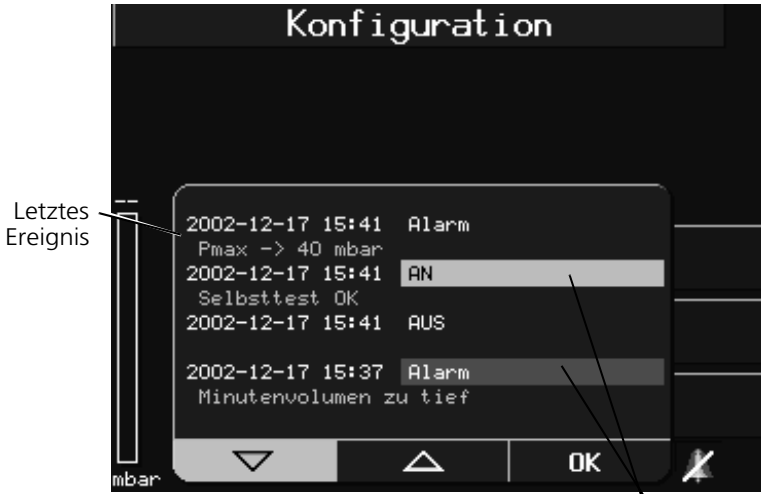 Konfiguration
Letztes
Ereignis
--
2002-12-17 15:41 Alarm
Pmax -> 40 mbar
2002-12-17 15:41 AN
Selbsttest OK
2002-12-17 15:41 AUS
2002-12-17 15:37 Alarm
Minutenvolumen zu tief
OK
mbar